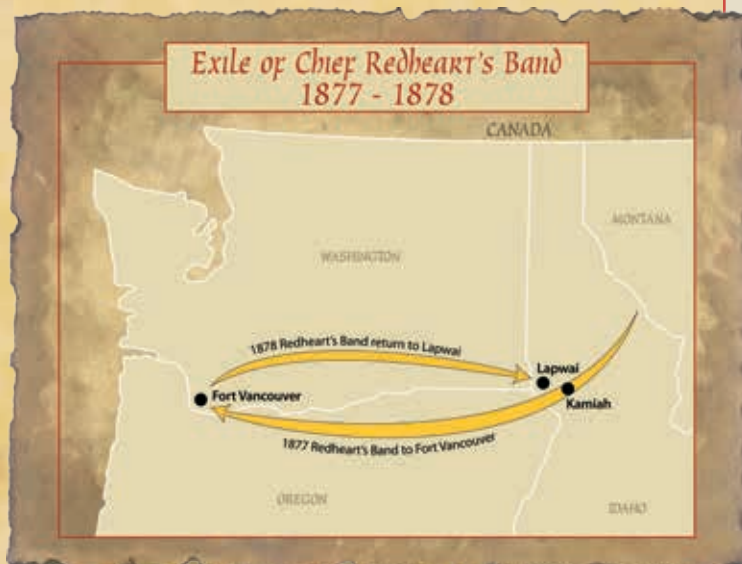 Exile of Chief Redheart's Band
1877 - 1878
CANADA
MONTANA
WASHINGTON
1878 Redheart's Band return to Lapwai
Lapwai
Fort Vancouver
Kamiah
1877 Redheart's Band to Fort Vancouver
OREGON
IDAHO